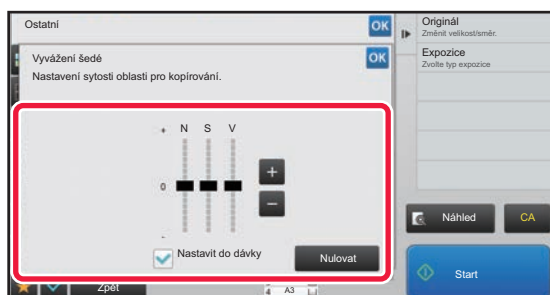 Ostatní
OK
Vyvážení šedé
OK
Nastavení sytosti oblasti pro kopírování.
+ N S V
+
0
−
-
Nastavit do dávky
Nulovat
Zpět
4 A3
Originál
Změnit velikost/směr.
Expozice
Zvolte typ expozice
Náhled
CA
Start